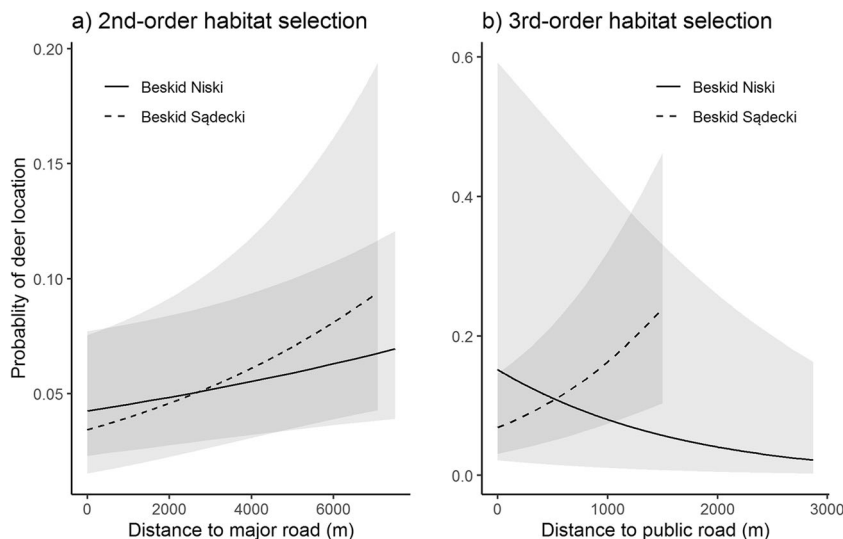 a) 2nd-order habitat selection
0.20
0.15
0.10
0.05
Probablity of deer location
Beskid Niski
Beskid Sądecki
0
2000
4000
6000
Distance to major road (m)
b) 3rd-order habitat selection
0.6
0.4
0.2
0.0
Beskid Niski
Beskid Sądecki
0
1000
2000
3000
Distance to public road (m)